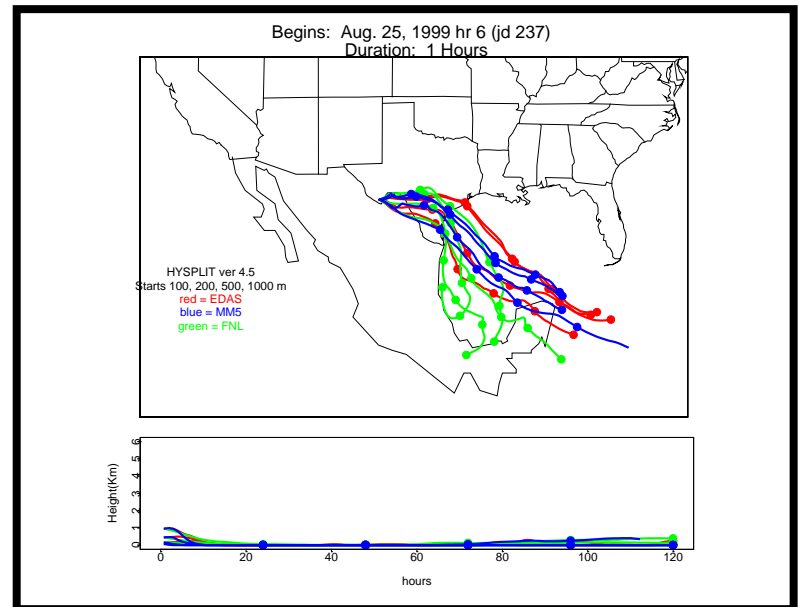 Begins: Aug. 25, 1999 hr 6 (jd 237)
Duration: 1 Hours
HYSPLIT ver 4.5
Starts 100, 200, 500, 1000 m
red = EDAS
blue = MM5
green = FNL
Height(Km)
0 1 2 3 4 5 6
0 20 40 60 80 100 120
hours